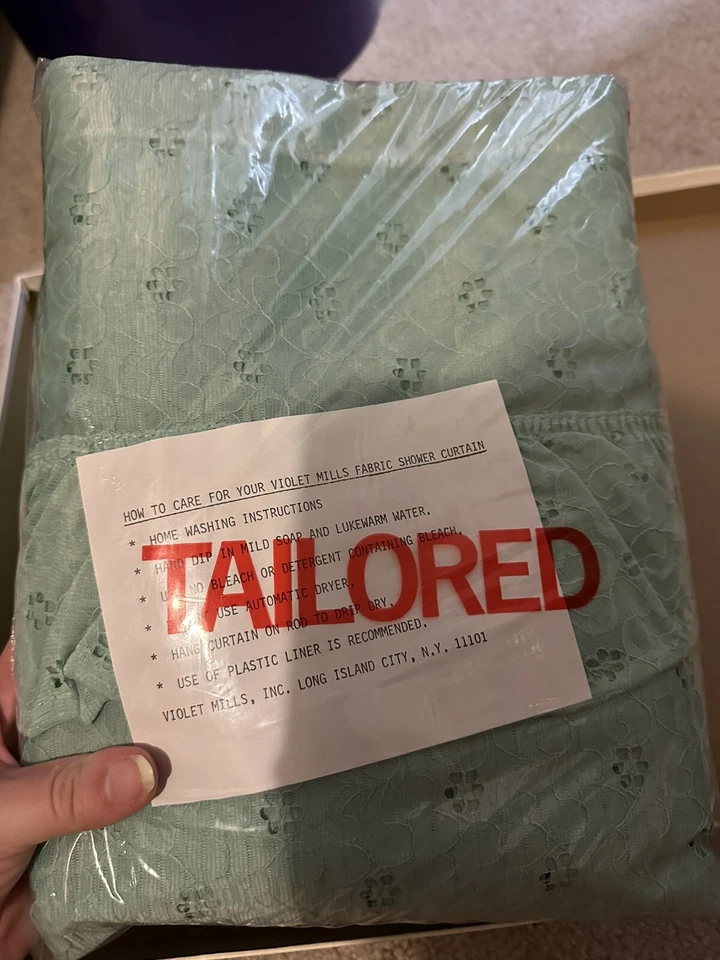 HOW TO CARE FOR YOUR VIOLET MILLS FABRIC SHOWER CURTAIN
* HOME WASHING INSTRUCTIONS
* HAND DIP IN MILD SOAP AND LUKEWARM WATER.
* NO BLEACH OR DETERGENT CONTAINING BLEACH.
* USE AUTOMATIC DRYER.
* HANG CURTAIN ON ROD TO DRIP DRY.
* USE OF PLASTIC LINER IS RECOMMENDED.
VIOLET MILLS, INC. LONG ISLAND CITY, N.Y. 11101
TAILORED